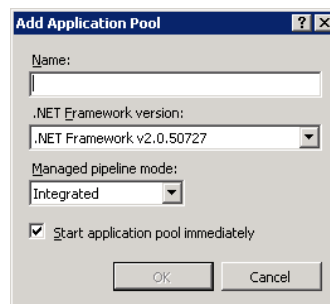 Add Application Pool
Name:
.NET Framework version:
.NET Framework v2.0.50727
Managed pipeline mode:
Integrated
Start application pool immediately
OK
Cancel